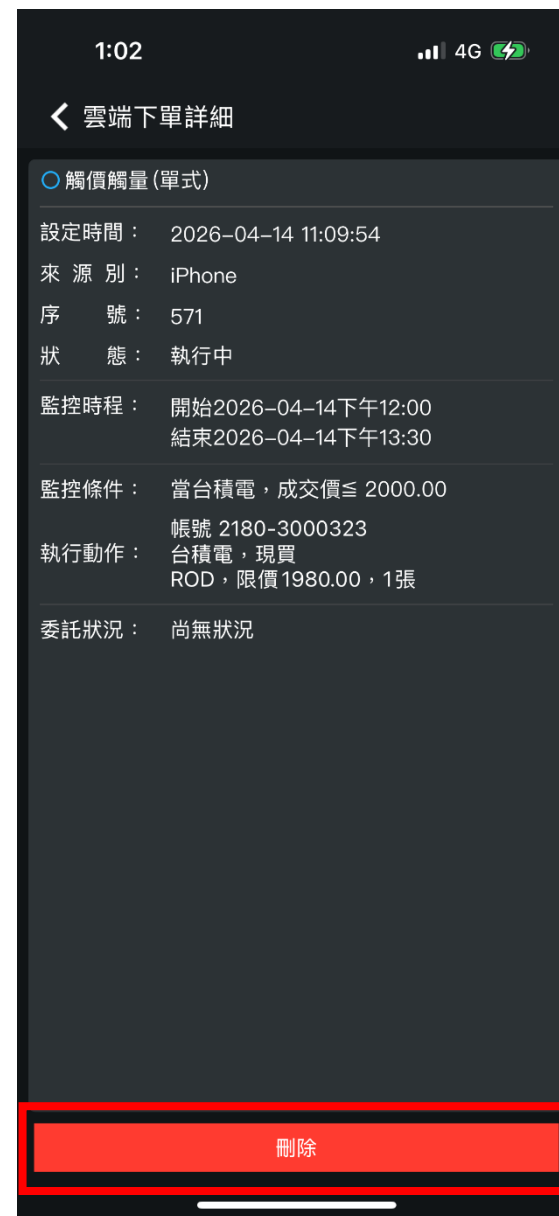 1:02 4G
雲端下單詳細
觸價觸量(單式)
設定時間： 2026-04-14 11:09:54
來源別： iPhone
序號： 571
狀態： 執行中
監控時程： 開始2026-04-14下午12:00
結束2026-04-14下午13:30
監控條件： 當台積電，成交價≦ 2000.00
執行動作： 帳號 2180-3000323
台積電，現買
ROD，限價1980.00，1張
委託狀況： 尚無狀況
刪除